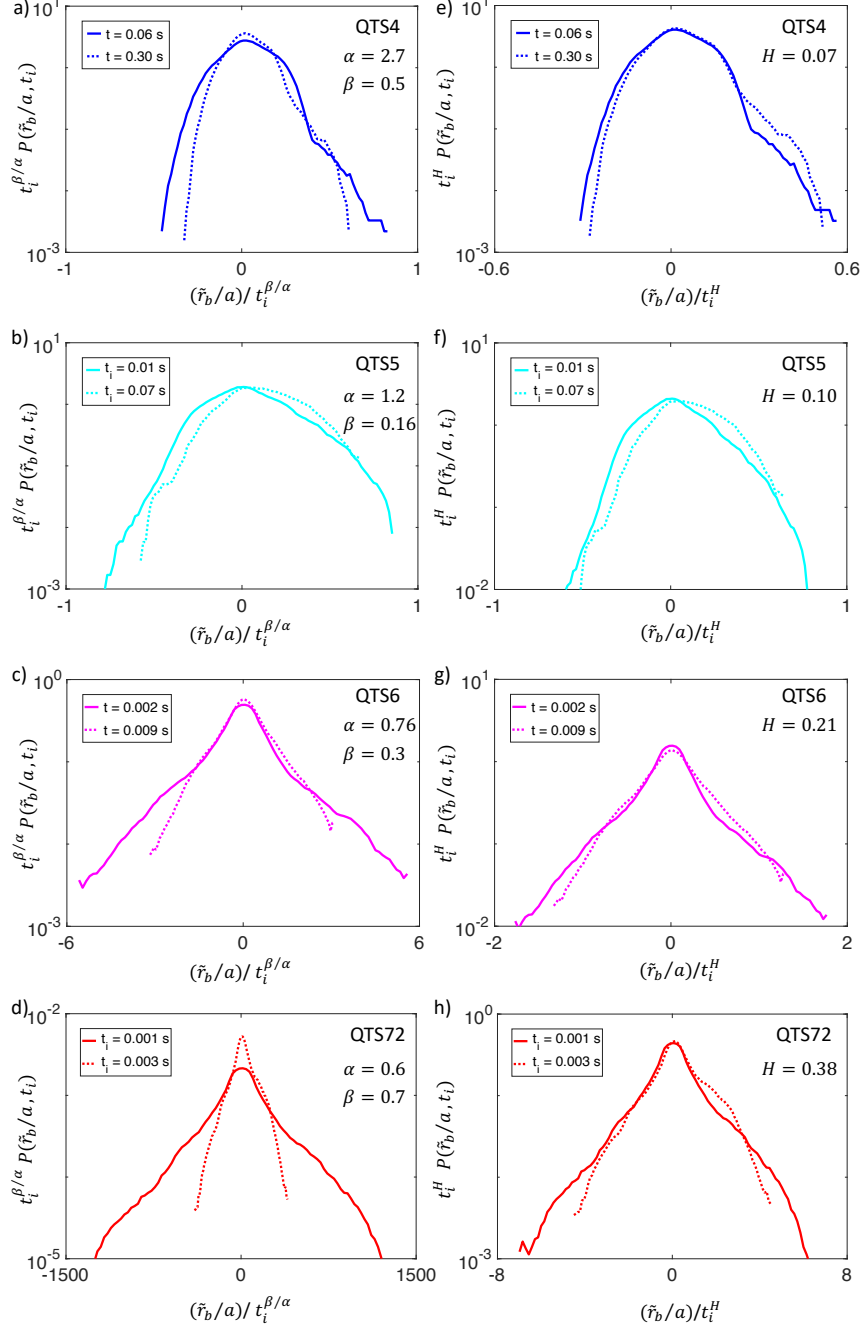 a)
10^1
t = 0.06 s
t = 0.30 s
QTS4
α = 2.7
β = 0.5
t_i^{β/α} P(r̃_b/a, t_i)
10^-3
-1
0
1
(r̃_b/a)/ t_i^{β/α}
e)
10^1
t = 0.06 s
t = 0.30 s
QTS4
H = 0.07
t_i^H P(r̃_b/a, t_i)
10^-3
-0.6
0
0.6
(r̃_b/a)/t_i^H
b)
10^1
t_i = 0.01 s
t_i = 0.07 s
QTS5
α = 1.2
β = 0.16
t_i^{β/α} P(r̃_b/a, t_i)
10^-3
-1
0
1
(r̃_b/a)/ t_i^{β/α}
f)
10^1
t_i = 0.01 s
t_i = 0.07 s
QTS5
H = 0.10
t_i^H P(r̃_b/a, t_i)
10^-2
-1
0
1
(r̃_b/a)/t_i^H
c)
10^0
t = 0.002 s
t = 0.009 s
QTS6
α = 0.76
β = 0.3
t_i^{β/α} P(r̃_b/a, t_i)
10^-3
-6
0
6
(r̃_b/a)/ t_i^{β/α}
g)
10^1
t = 0.002 s
t = 0.009 s
QTS6
H = 0.21
t_i^H P(r̃_b/a, t_i)
10^-2
-2
0
2
(r̃_b/a)/t_i^H
d)
10^-2
t_i = 0.001 s
t_i = 0.003 s
QTS72
α = 0.6
β = 0.7
t_i^{β/α} P(r̃_b/a, t_i)
10^-5
-1500
0
1500
(r̃_b/a)/ t_i^{β/α}
h)
10^0
t_i = 0.001 s
t_i = 0.003 s
QTS72
H = 0.38
t_i^H P(r̃_b/a, t_i)
10^-3
-8
0
8
(r̃_b/a)/t_i^H